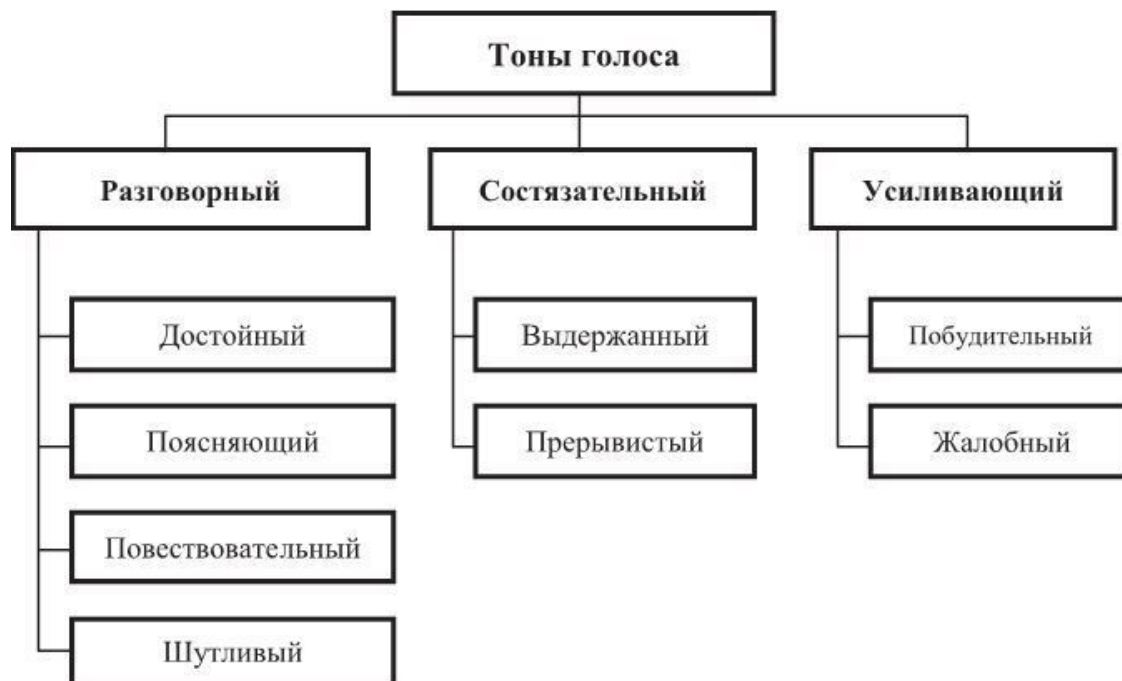 Тоны голоса
Разговорный
Состязательный
Усиливающий
Достойный
Поясняющий
Повествовательный
Шутливый
Выдержанный
Прерывистый
Побудительный
Жалобный